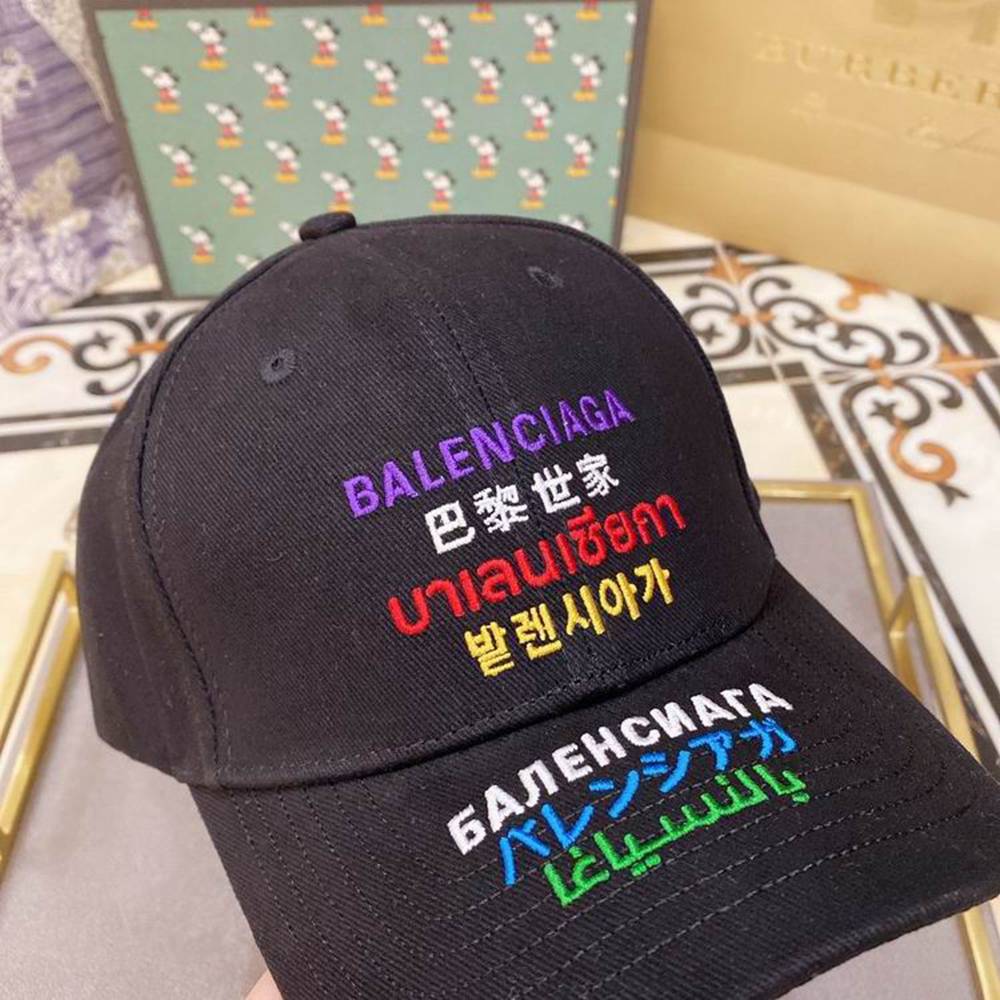 BALENCIAGA
巴黎世家
บาเลนเซียกา
발렌시아가
БАЛЕНСИАГА
バレンシアガ
بالنسياغا